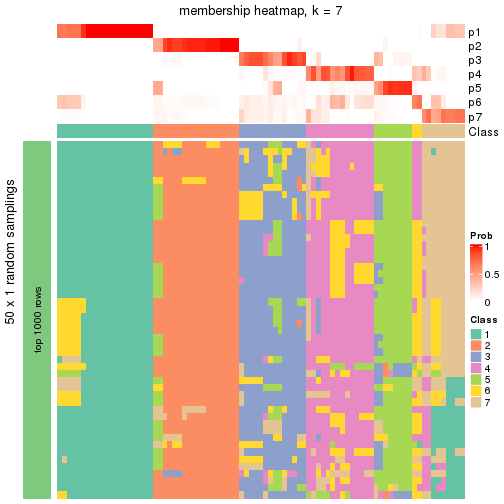 membership heatmap, k = 7
p1
p2
p3
p4
p5
p6
p7
Class
50 x 1 random samplings
top 1000 rows
Prob
1
0.5
0
Class
1
2
3
4
5
6
7